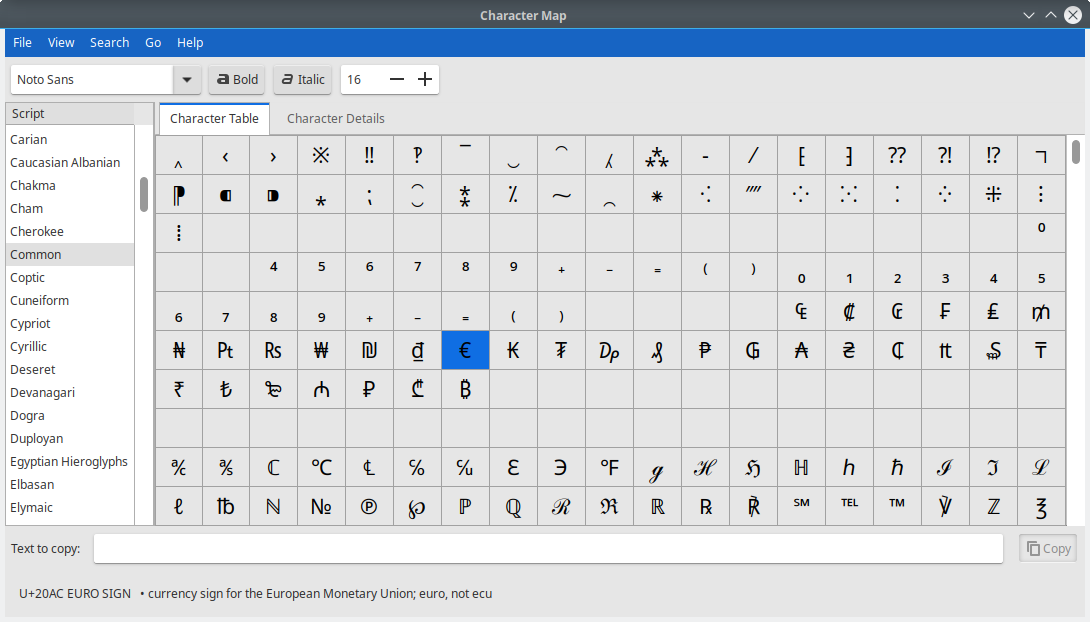 Character Map
File View Search Go Help
Noto Sans a Bold a Italic 16
Script
Carian
Caucasian Albanian
Chakma
Cham
Cherokee
Common
Coptic
Cuneiform
Cypriot
Cyrillic
Deseret
Devanagari
Dogra
Duployan
Egyptian Hieroglyphs
Elbasan
Elymaic
Character Table Character Details
‸ ‹ › ※ ‼ ‽ ‾ ‿ ⁀ ⁁ ⁂ ⁃ ⁄ ⁅ ⁆ ⁇ ⁈ ⁉ ⁊
⁋ ⁌ ⁍ ⁎ ⁏ ⁐ ⁑ ⁒ ⁓ ⁔ ⁕ ⁖ ⁗ ⁘ ⁙ ⁚ ⁛ ⁜ ⁝
⁞ ⁰
⁴ ⁵ ⁶ ⁷ ⁸ ⁹ ⁺ ⁻ ⁼ ⁽ ⁾ ₀ ₁ ₂ ₃ ₄ ₅
₆ ₇ ₈ ₉ ₊ ₋ ₌ ₍ ₎ ₠ ₡ ₢ ₣ ₤ ₥
₦ ₧ ₨ ₩ ₪ ₫ € ₭ ₮ ₯ ₰ ₱ ₲ ₳ ₴ ₵ ₶ ₷ ₸
₹ ₺ ₻ ₼ ₽ ₾ ₿
℀ ℁ ℂ ℃ ℄ ℅ ℆ ℇ ℈ ℉ ℊ ℋ ℌ ℍ ℎ ℏ ℐ ℑ ℒ
ℓ ℔ ℕ № ℗ ℘ ℙ ℚ ℛ ℜ ℝ ℞ ℟ ℠ ℡ ™ ℣ ℤ ℥
Text to copy: Copy
U+20AC EURO SIGN • currency sign for the European Monetary Union; euro, not ecu